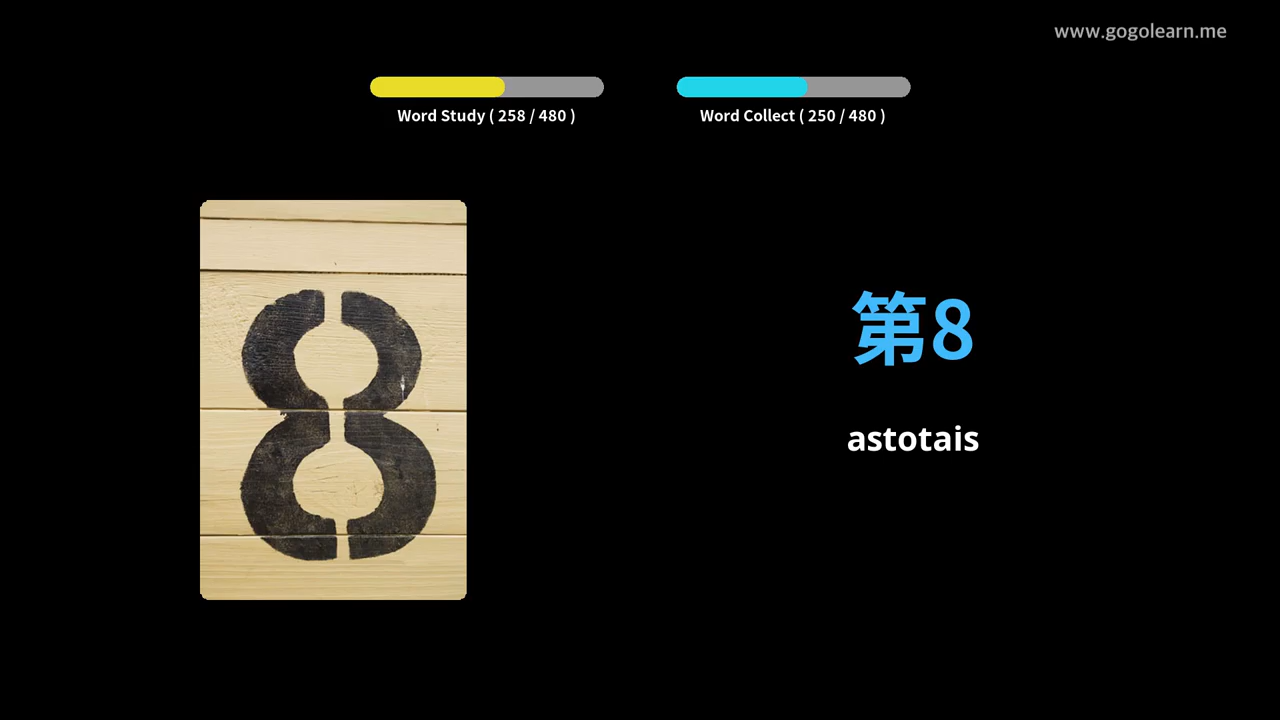 www.gogolearn.me
Word Study ( 258 / 480 )
Word Collect ( 250 / 480 )
8
第8
astotais